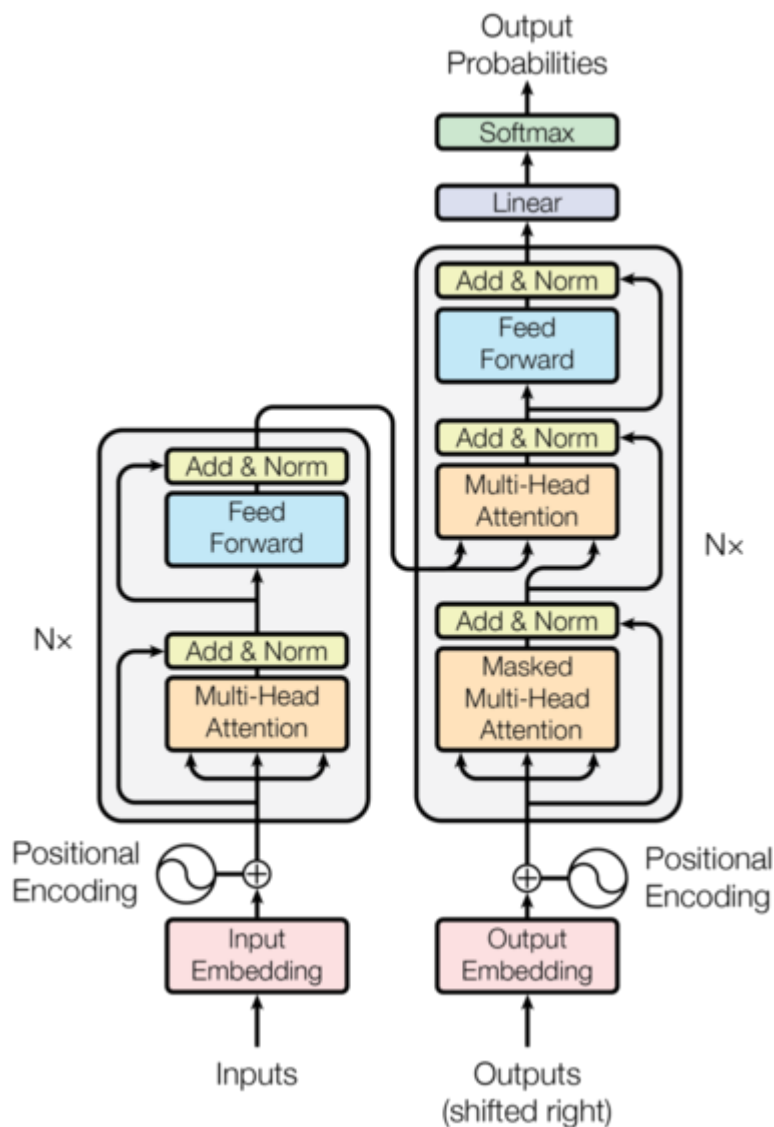 Output
Probabilities
Softmax
Linear
Add & Norm
Feed
Forward
Add & Norm
Multi-Head
Attention
Nx
Add & Norm
Masked
Multi-Head
Attention
Add & Norm
Feed
Forward
Nx
Add & Norm
Multi-Head
Attention
Positional
Encoding
Positional
Encoding
Input
Embedding
Output
Embedding
Inputs
Outputs
(shifted right)